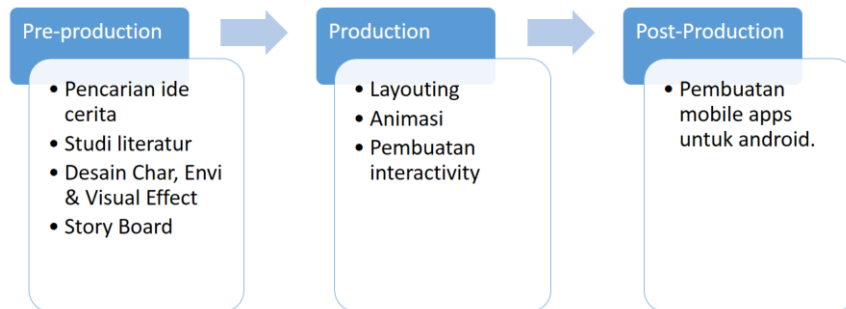 Pre-production
• Pencarian ide
cerita
• Studi literatur
• Desain Char, Envi
& Visual Effect
• Story Board
Production
• Layouting
• Animasi
• Pembuatan
interactivity
Post-Production
• Pembuatan
mobile apps
untuk android.